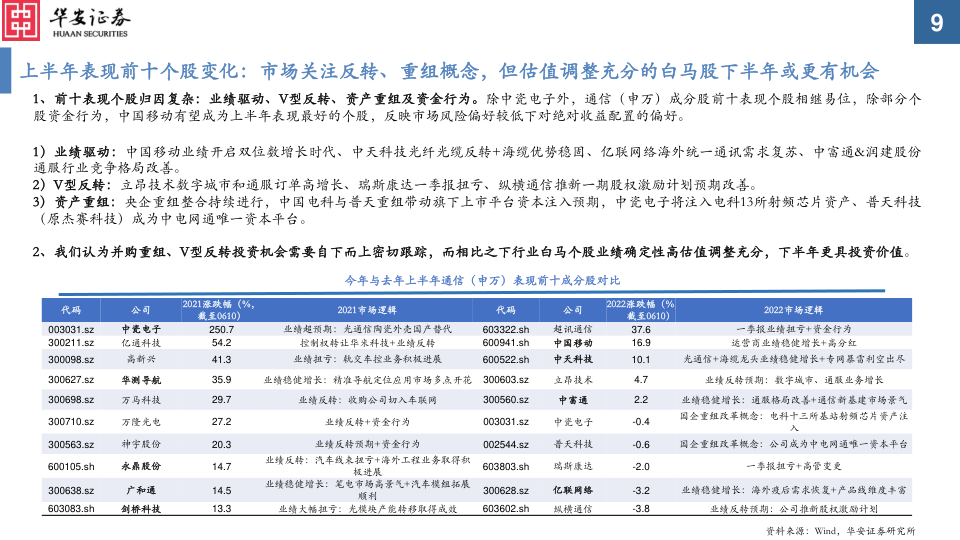 华安证券
HUAAN SECURITIES
9
上半年表现前十个股变化：市场关注反转、重组概念，但估值调整充分的白马股下半年或更有机会
1、前十表现个股归因复杂：业绩驱动、V型反转、资产重组及资金行为。除中瓷电子外，通信（申万）成分股前十表现个股相继易位，除部分个
股资金行为，中国移动有望成为上半年表现最好的个股，反映市场风险偏好较低下对绝对收益配置的偏好。
1）业绩驱动：中国移动业绩开启双位数增长时代、中天科技光纤光缆反转+海缆优势稳固、亿联网络海外统一通讯需求复苏、中富通&润建股份
通服行业竞争格局改善。
2）V型反转：立昂技术数字城市和通服订单高增长、瑞斯康达一季报扭亏、纵横通信推新一期股权激励计划预期改善。
3）资产重组：央企重组整合持续进行，中国电科与普天重组带动旗下上市平台资本注入预期，中瓷电子将注入电科13所射频芯片资产、普天科技
（原杰赛科技）成为中电网通唯一资本平台。
2、我们认为并购重组、V型反转投资机会需要自下而上密切跟踪，而相比之下行业白马个股业绩确定性高估值调整充分，下半年更具投资价值。
今年与去年上半年通信（申万）表现前十成分股对比
代码 公司 2021涨跌幅（%，
截至0610） 2021市场逻辑 代码 公司 2022涨跌幅（%
截至0610） 2022市场逻辑
003031.sz 中瓷电子 250.7 业绩超预期：光通信陶瓷外壳国产替代 603322.sh 超讯通信 37.6 一季报业绩扭亏+资金行为
300211.sz 亿通科技 54.2 控制权转让华米科技+业绩反转 600941.sh 中国移动 16.9 运营商业绩稳健增长+高分红
300098.sz 高新兴 41.3 业绩扭亏：轨交车控业务积极进展 600522.sh 中天科技 10.1 光通信+海缆龙头业绩稳健增长+专网暴雷利空出尽
300627.sz 华测导航 35.9 业绩稳健增长：精准导航定位应用市场多点开花 300603.sz 立昂技术 4.7 业绩反转预期：数字城市、通服业务增长
300698.sz 万马科技 29.7 业绩反转：收购公司切入车联网 300560.sz 中富通 2.2 业绩稳健增长：通服格局改善+通信新基建市场景气
300710.sz 万隆光电 27.2 业绩反转+资金行为 003031.sz 中瓷电子 -0.4 国企重组改革概念：电科十三所基站射频芯片资产注
入
300563.sz 神宇股份 20.3 业绩反转预期+资金行为 002544.sz 普天科技 -0.6 国企重组改革概念：公司成为中电网通唯一资本平台
600105.sh 永鼎股份 14.7 业绩反转：汽车线束扭亏+海外工程业务取得积
极进展 603803.sh 瑞斯康达 -2.0 一季报扭亏+高管变更
300638.sz 广和通 14.5 业绩稳健增长：笔电市场高景气+汽车模组拓展
顺利 300628.sz 亿联网络 -3.2 业绩稳健增长：海外疫后需求恢复+产品线维度丰富
603083.sh 剑桥科技 13.3 业绩大幅扭亏：光模块产能转移取得成效 603602.sh 纵横通信 -3.8 业绩反转预期：公司推新股权激励计划
资料来源：Wind，华安证券研究所